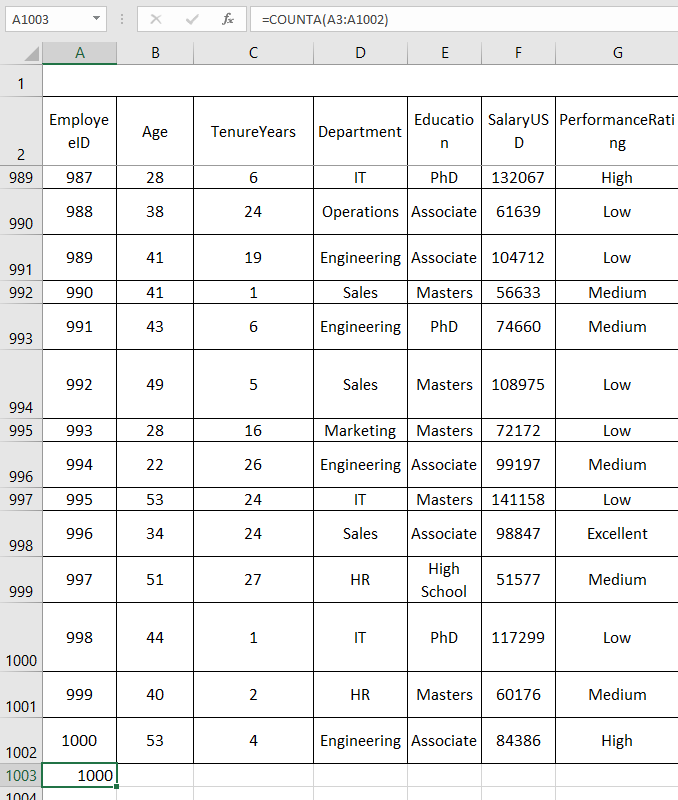 A1003 fx =COUNTA(A3:A1002)
A B C D E F G
1
2 EmployeeID Age TenureYears Department Education SalaryUSD PerformanceRating
989 987 28 6 IT PhD 132067 High
990 988 38 24 Operations Associate 61639 Low
991 989 41 19 Engineering Associate 104712 Low
992 990 41 1 Sales Masters 56633 Medium
993 991 43 6 Engineering PhD 74660 Medium
994 992 49 5 Sales Masters 108975 Low
995 993 28 16 Marketing Masters 72172 Low
996 994 22 26 Engineering Associate 99197 Medium
997 995 53 24 IT Masters 141158 Low
998 996 34 24 Sales Associate 98847 Excellent
999 997 51 27 HR High School 51577 Medium
1000 998 44 1 IT PhD 117299 Low
1001 999 40 2 HR Masters 60176 Medium
1002 1000 53 4 Engineering Associate 84386 High
1003 1000
1004